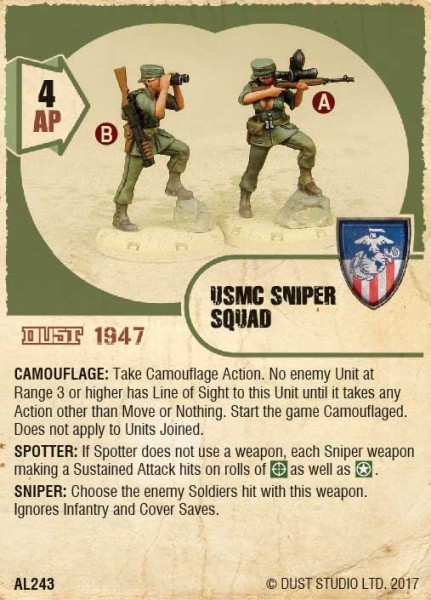 4
AP
B
A
USMC SNIPER
SQUAD
DUST 1947
CAMOUFLAGE: Take Camouflage Action. No enemy Unit at
Range 3 or higher has Line of Sight to this Unit until it takes any
Action other than Move or Nothing. Start the game Camouflaged.
Does not apply to Units Joined.
SPOTTER: If Spotter does not use a weapon, each Sniper weapon
making a Sustained Attack hits on rolls of as well as .
SNIPER: Choose the enemy Soldiers hit with this weapon.
Ignores Infantry and Cover Saves.
AL243
© DUST STUDIO LTD. 2017